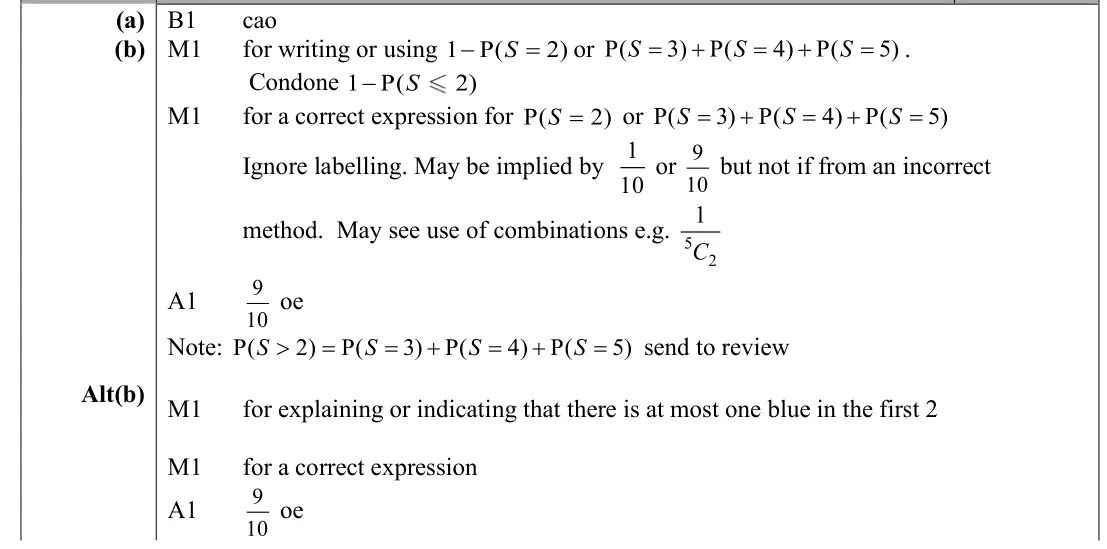 (a) B1 cao
(b) M1 for writing or using 1 − P(S = 2) or P(S = 3) + P(S = 4) + P(S = 5) .
Condone 1 − P(S ⩽ 2)
M1 for a correct expression for P(S = 2) or P(S = 3) + P(S = 4) + P(S = 5)
Ignore labelling. May be implied by 1/10 or 9/10 but not if from an incorrect
method. May see use of combinations e.g. 1/⁵C₂
A1 9/10 oe
Note: P(S > 2) = P(S = 3) + P(S = 4) + P(S = 5) send to review
Alt(b)
M1 for explaining or indicating that there is at most one blue in the first 2
M1 for a correct expression
A1 9/10 oe